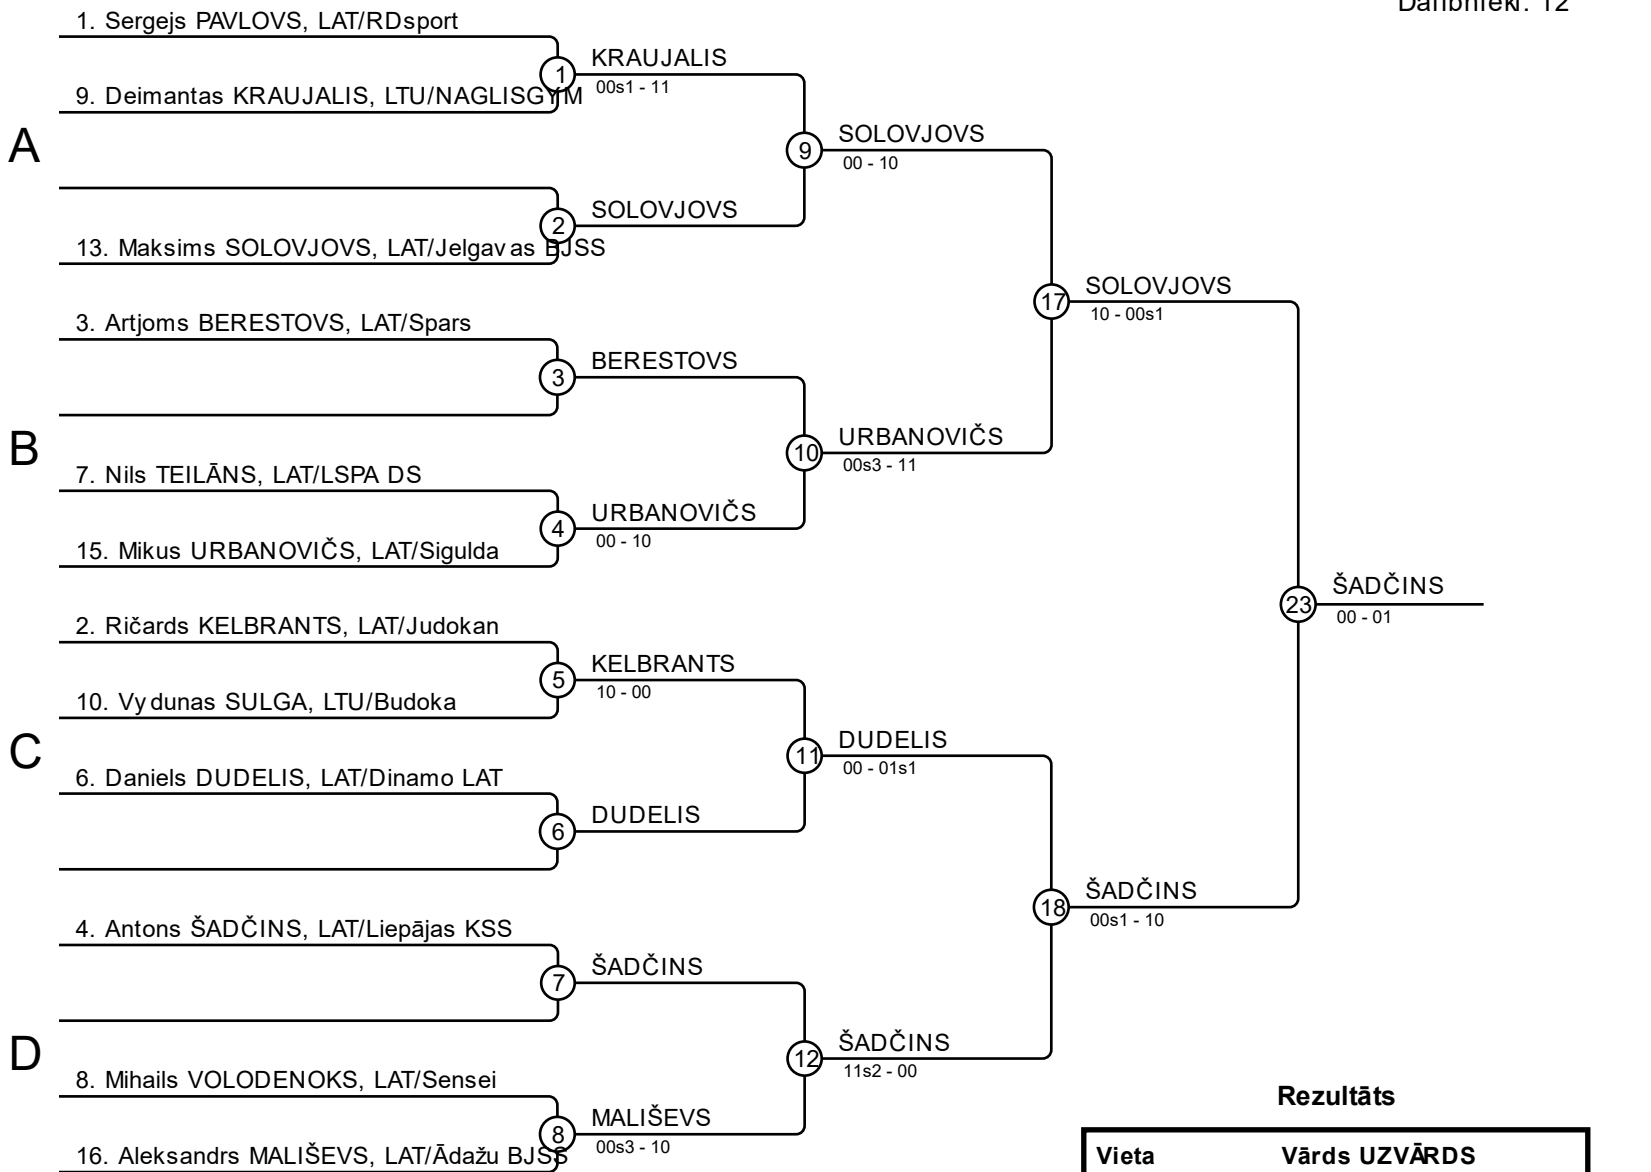 Dalībnieki: 12
1. Sergejs PAVLOVS, LAT/RDsport
KRAUJALIS
1
00s1 - 11
9. Deimantas KRAUJALIS, LTU/NAGLISGYM
A
SOLOVJOVS
9
00 - 10
SOLOVJOVS
2
13. Maksims SOLOVJOVS, LAT/Jelgavas BJSS
SOLOVJOVS
17
10 - 00s1
3. Artjoms BERESTOVS, LAT/Spars
BERESTOVS
3
B
URBANOVIČS
10
00s3 - 11
7. Nils TEILĀNS, LAT/LSPA DS
URBANOVIČS
4
00 - 10
15. Mikus URBANOVIČS, LAT/Sigulda
ŠADČINS
23
00 - 01
2. Ričards KELBRANTS, LAT/Judokan
KELBRANTS
5
10 - 00
10. Vydunas SULGA, LTU/Budoka
C
DUDELIS
11
00 - 01s1
6. Daniels DUDELIS, LAT/Dinamo LAT
DUDELIS
6
ŠADČINS
18
00s1 - 10
4. Antons ŠADČINS, LAT/Liepājas KSS
ŠADČINS
7
D
ŠADČINS
12
11s2 - 00
8. Mihails VOLODENOKS, LAT/Sensei
MALIŠEVS
8
00s3 - 10
16. Aleksandrs MALIŠEVS, LAT/Ādažu BJSS
Rezultāts
Vieta Vārds UZVĀRDS